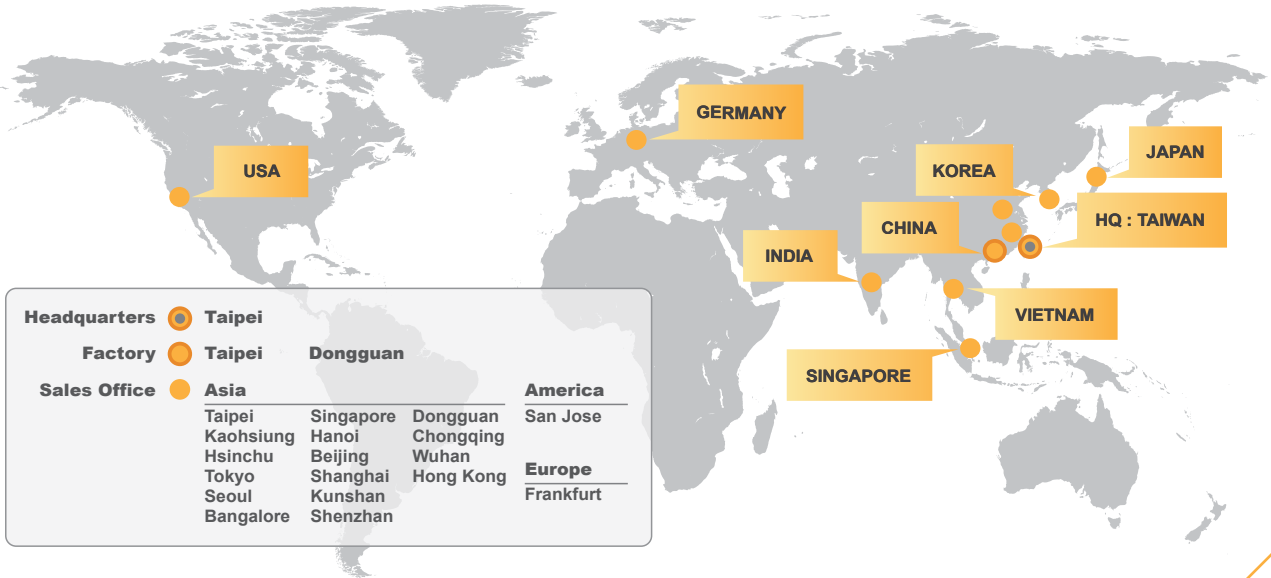 GERMANY
JAPAN
USA
KOREA
HQ : TAIWAN
CHINA
INDIA
VIETNAM
SINGAPORE
Headquarters Taipei
Factory Taipei Dongguan
Sales Office Asia America
Taipei Singapore Dongguan San Jose
Kaohsiung Hanoi Chongqing
Hsinchu Beijing Wuhan Europe
Tokyo Shanghai Hong Kong
Seoul Kunshan Frankfurt
Bangalore Shenzhan